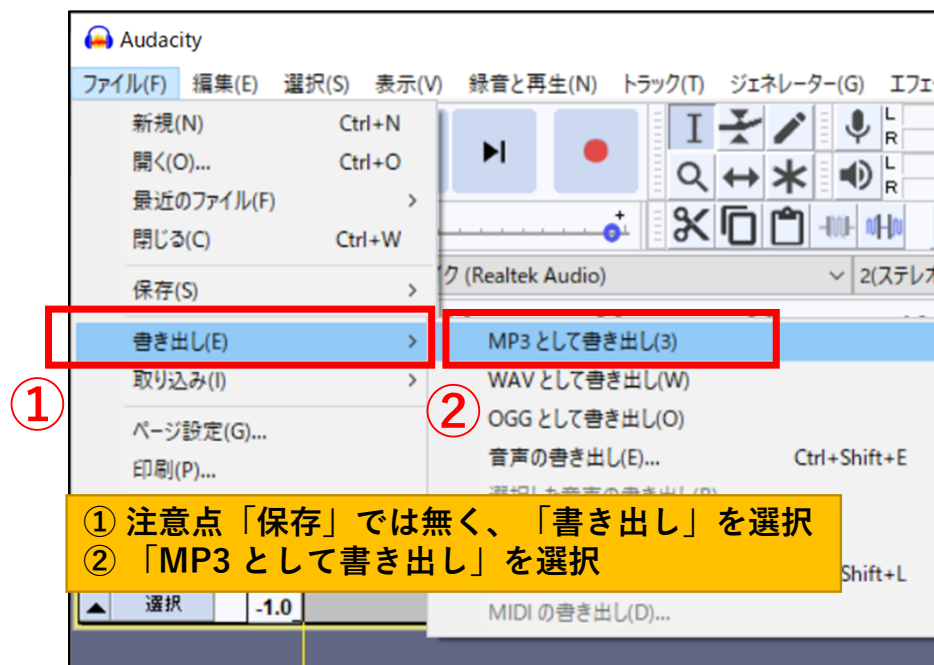 Audacity
ファイル(F) 編集(E) 選択(S) 表示(V) 録音と再生(N) トラック(T) ジェネレーター(G) エフェ
新規(N) Ctrl+N
開く(O)... Ctrl+O
最近のファイル(F)
閉じる(C) Ctrl+W
保存(S)
書き出し(E)
取り込み(I)
ページ設定(G)...
印刷(P)...
L
R
L
R
ク (Realtek Audio)
2(ステレオ
①
②
MP3 として書き出し(3)
WAV として書き出し(W)
OGG として書き出し(O)
音声の書き出し(E)... Ctrl+Shift+E
① 注意点「保存」では無く、「書き出し」を選択
② 「MP3 として書き出し」を選択
Shift+L
MIDI の書き出し(D)...
選択 -1.0